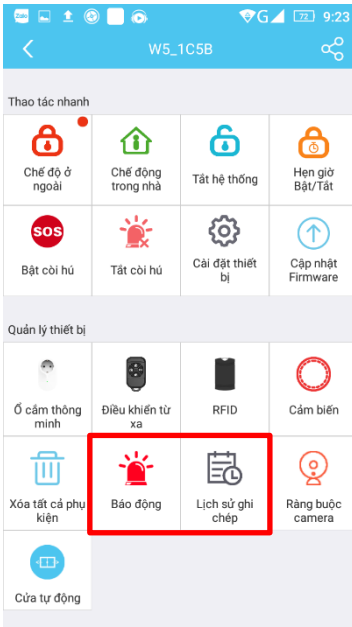 Zalo G 72 9:23
W5_1C5B
Thao tác nhanh
Chế độ ở
ngoài
Chế động
trong nhà
Tắt hệ thống
Hẹn giờ
Bật/Tắt
SOS
Bật còi hú
Tắt còi hú
Cài đặt thiết
bị
Cập nhật
Firmware
Quản lý thiết bị
Ổ cắm thông
minh
Điều khiển từ
xa
RFID
Cảm biến
Xóa tất cả phụ
kiện
Báo động
Lịch sử ghi
chép
Ràng buộc
camera
Cửa tự động